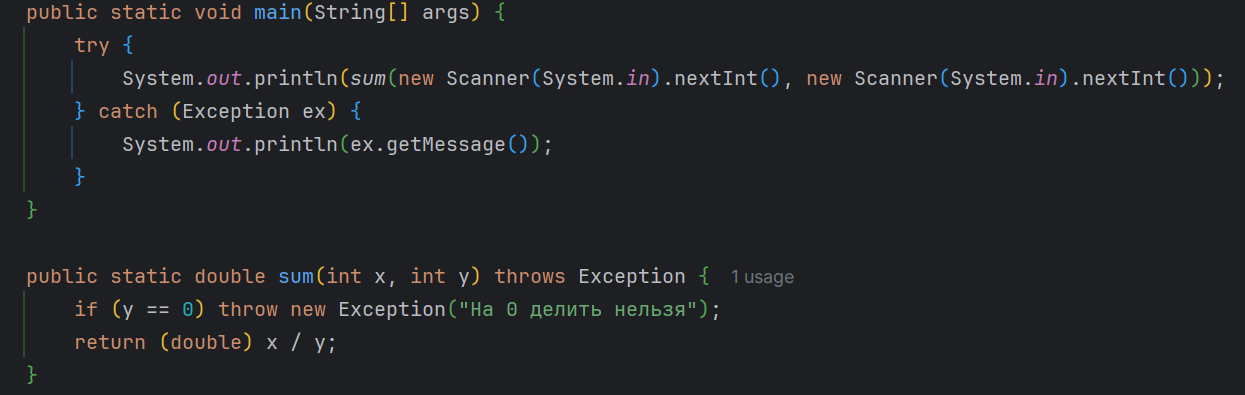 public static void main(String[] args) {
    try {
        System.out.println(sum(new Scanner(System.in).nextInt(), new Scanner(System.in).nextInt()));
    } catch (Exception ex) {
        System.out.println(ex.getMessage());
    }
}

public static double sum(int x, int y) throws Exception { 1 usage
    if (y == 0) throw new Exception("На 0 делить нельзя");
    return (double) x / y;
}